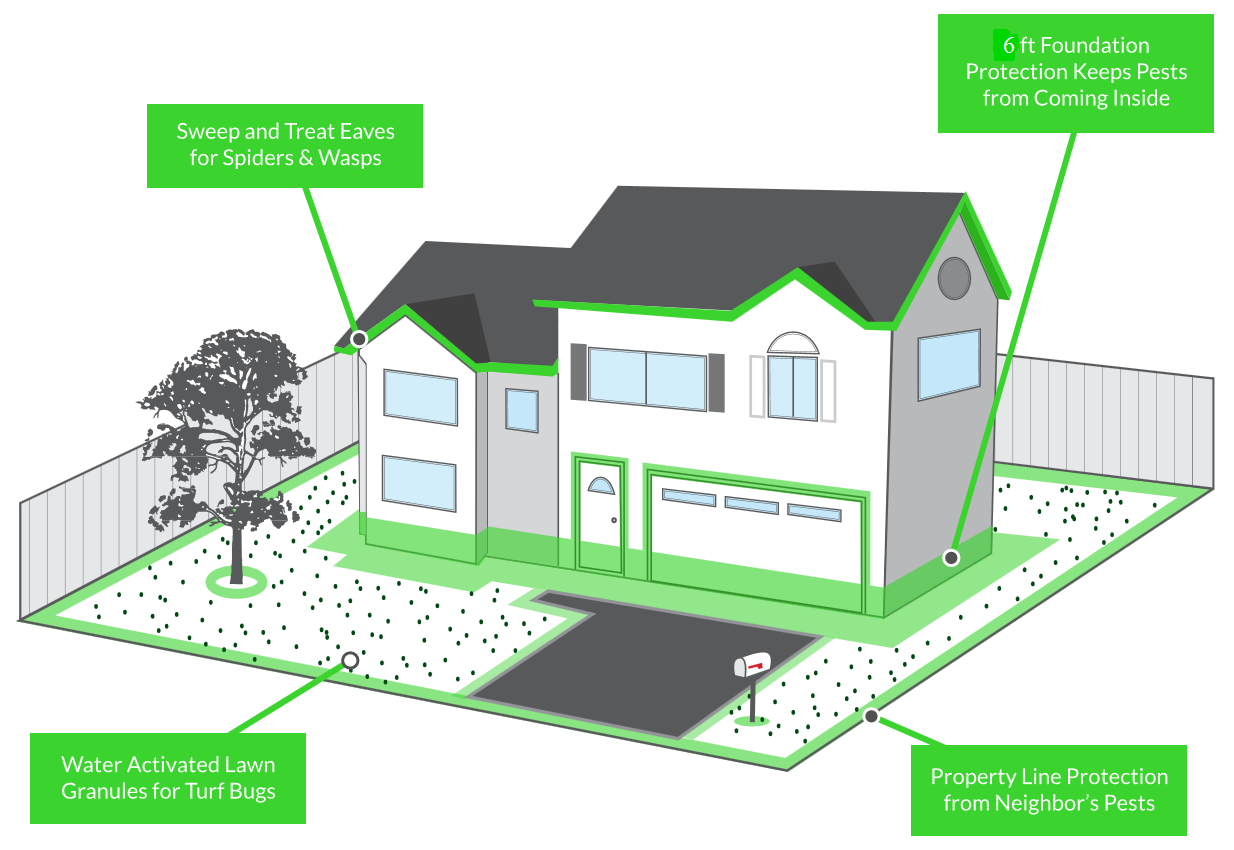 6 ft Foundation
Protection Keeps Pests
from Coming Inside
Sweep and Treat Eaves
for Spiders & Wasps
Water Activated Lawn
Granules for Turf Bugs
Property Line Protection
from Neighbor's Pests